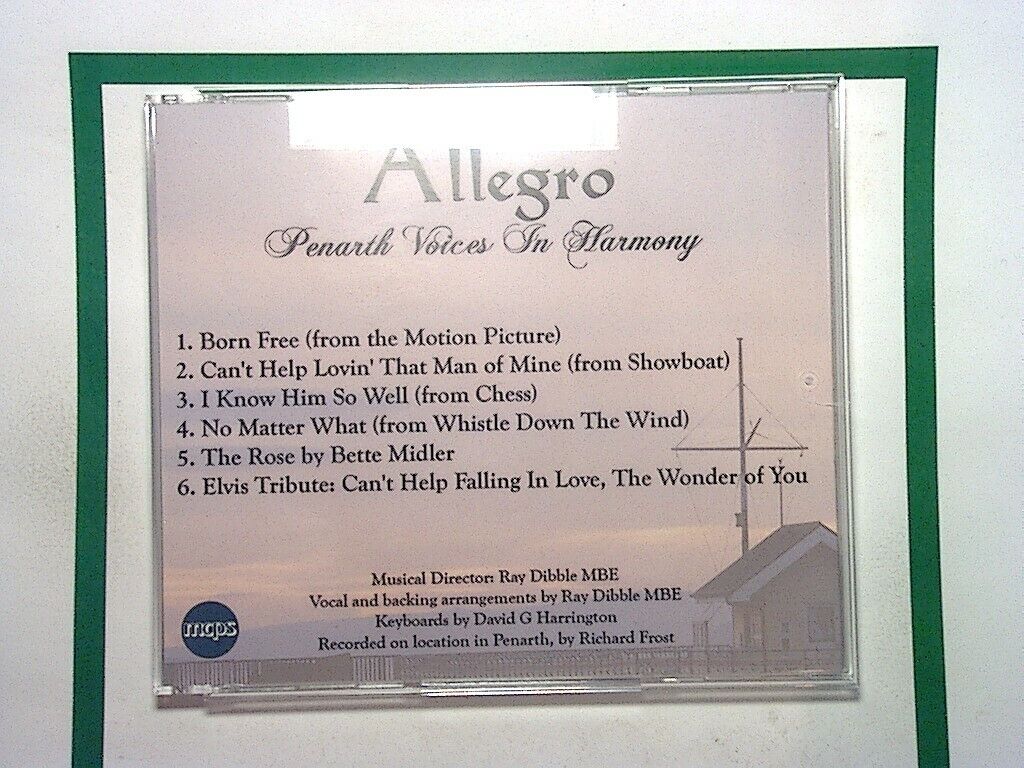 Allegro
Penarth Voices In Harmony
1. Born Free (from the Motion Picture)
2. Can't Help Lovin' That Man of Mine (from Showboat)
3. I Know Him So Well (from Chess)
4. No Matter What (from Whistle Down The Wind)
5. The Rose by Bette Midler
6. Elvis Tribute: Can't Help Falling In Love, The Wonder of You
Musical Director: Ray Dibble MBE
Vocal and backing arrangements by Ray Dibble MBE
Keyboards by David G Harrington
Recorded on location in Penarth, by Richard Frost
mcps